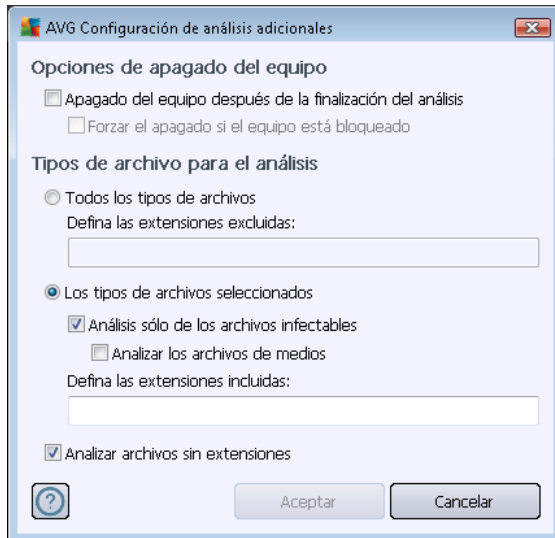 AVG Configuración de análisis adicionales
Opciones de apagado del equipo
Apagado del equipo después de la finalización del análisis
Forzar el apagado si el equipo está bloqueado
Tipos de archivo para el análisis
Todos los tipos de archivos
Defina las extensiones excluidas:
Los tipos de archivos seleccionados
Análisis sólo de los archivos infectables
Analizar los archivos de medios
Defina las extensiones incluidas:
Analizar archivos sin extensiones
Aceptar
Cancelar